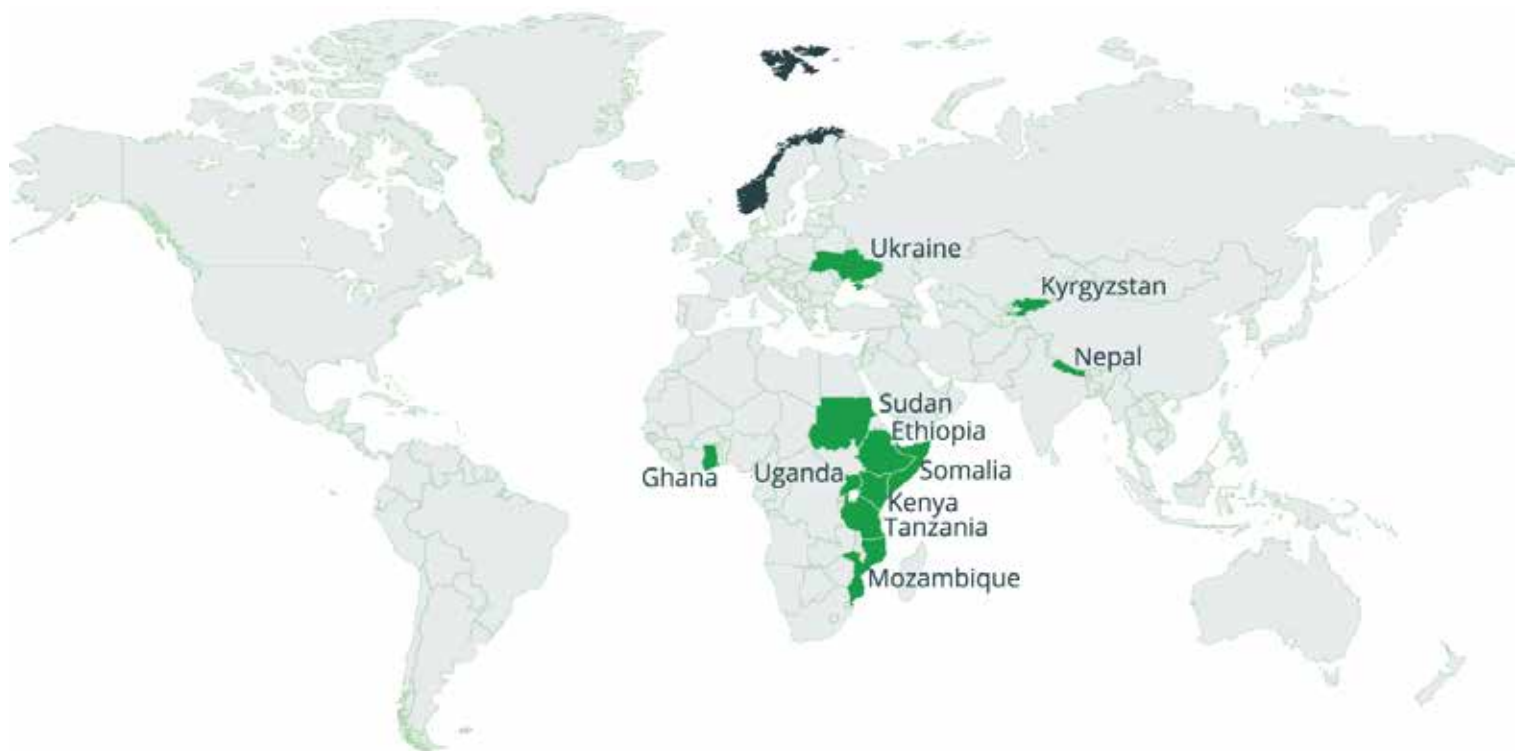 Ukraine
Kyrgyzstan
Nepal
Sudan
Ethiopia
Ghana
Uganda
Somalia
Kenya
Tanzania
Mozambique